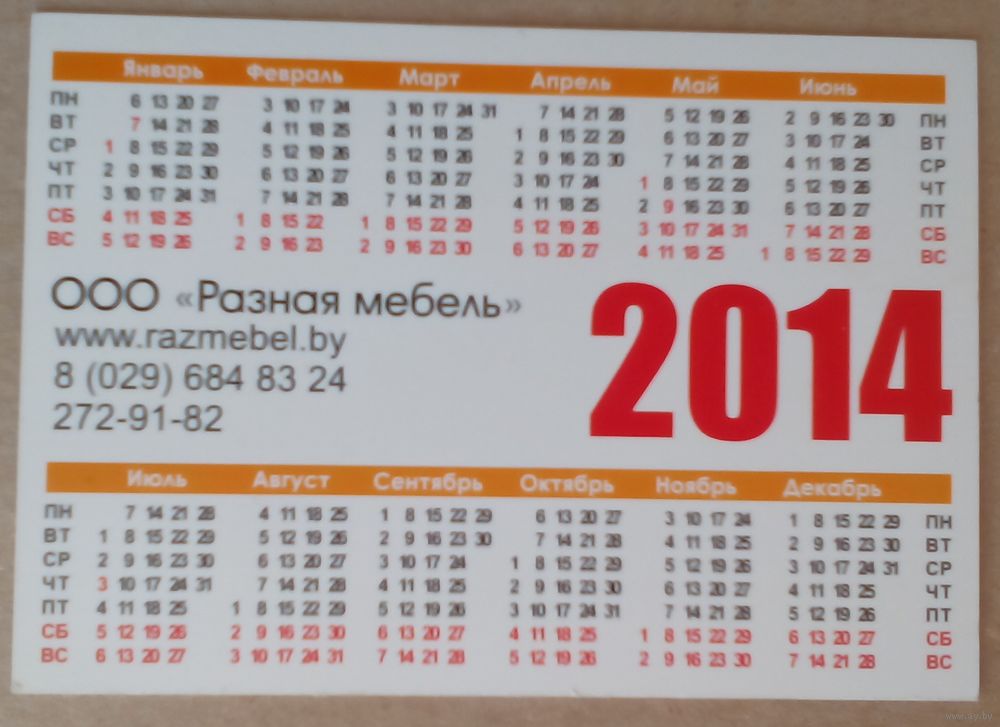 Январь Февраль Март Апрель Май Июнь
ПН 6 13 20 27 3 10 17 24 3 10 17 24 31 7 14 21 28 5 12 19 26 2 9 16 23 30 ПН
ВТ 7 14 21 28 4 11 18 25 4 11 18 25 1 8 15 22 29 6 13 20 27 3 10 17 24 ВТ
СР 1 8 15 22 29 5 12 19 26 5 12 19 26 2 9 16 23 30 7 14 21 28 4 11 18 25 СР
ЧТ 2 9 16 23 30 6 13 20 27 6 13 20 27 3 10 17 24 1 8 15 22 29 5 12 19 26 ЧТ
ПТ 3 10 17 24 31 7 14 21 28 7 14 21 28 4 11 18 25 2 9 16 23 30 6 13 20 27 ПТ
СБ 4 11 18 25 1 8 15 22 1 8 15 22 29 5 12 19 26 3 10 17 24 31 7 14 21 28 СБ
ВС 5 12 19 26 2 9 16 23 2 9 16 23 30 6 13 20 27 4 11 18 25 1 8 15 22 29 ВС
ООО «Разная мебель»
www.razmebel.by
8 (029) 684 83 24
272-91-82
2014
Июль Август Сентябрь Октябрь Ноябрь Декабрь
ПН 7 14 21 28 4 11 18 25 1 8 15 22 29 6 13 20 27 3 10 17 24 1 8 15 22 29 ПН
ВТ 1 8 15 22 29 5 12 19 26 2 9 16 23 30 7 14 21 28 4 11 18 25 2 9 16 23 30 ВТ
СР 2 9 16 23 30 6 13 20 27 3 10 17 24 1 8 15 22 29 5 12 19 26 3 10 17 24 31 СР
ЧТ 3 10 17 24 31 7 14 21 28 4 11 18 25 2 9 16 23 30 6 13 20 27 4 11 18 25 ЧТ
ПТ 4 11 18 25 1 8 15 22 29 5 12 19 26 3 10 17 24 31 7 14 21 28 5 12 19 26 ПТ
СБ 5 12 19 26 2 9 16 23 30 6 13 20 27 4 11 18 25 1 8 15 22 29 6 13 20 27 СБ
ВС 6 13 20 27 3 10 17 24 31 7 14 21 28 5 12 19 26 2 9 16 23 30 7 14 21 28 ВС
www.ay.by